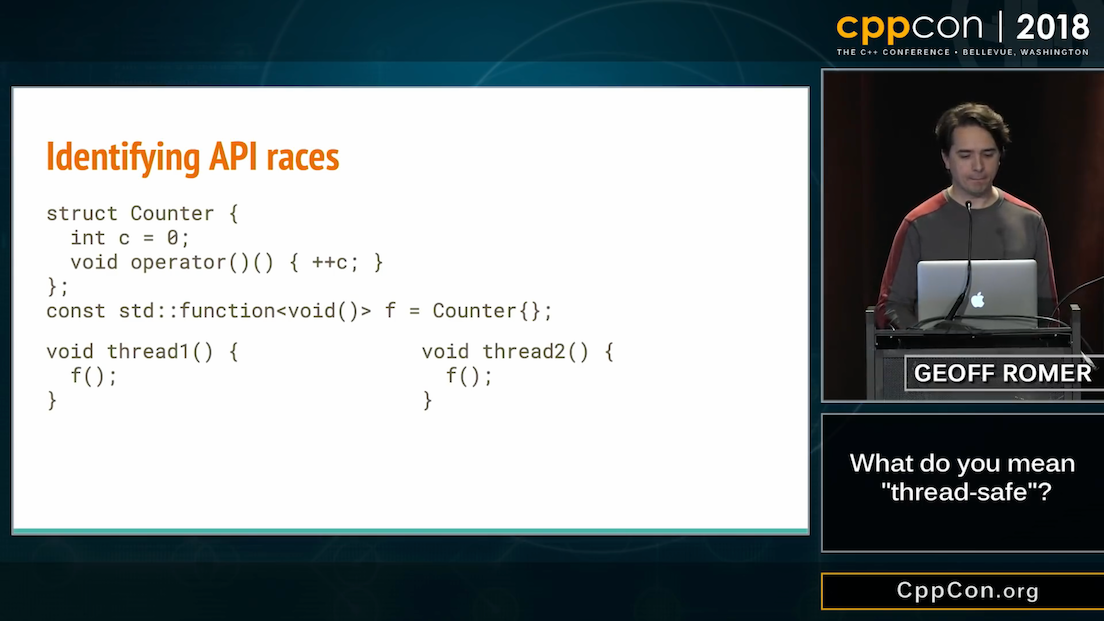 cppcon | 2018
THE C++ CONFERENCE • BELLEVUE, WASHINGTON
Identifying API races
struct Counter {
  int c = 0;
  void operator()() { ++c; }
};
const std::function<void()> f = Counter{};
void thread1() {
  f();
}
void thread2() {
  f();
}
GEOFF ROMER
What do you mean
"thread-safe"?
CppCon.org